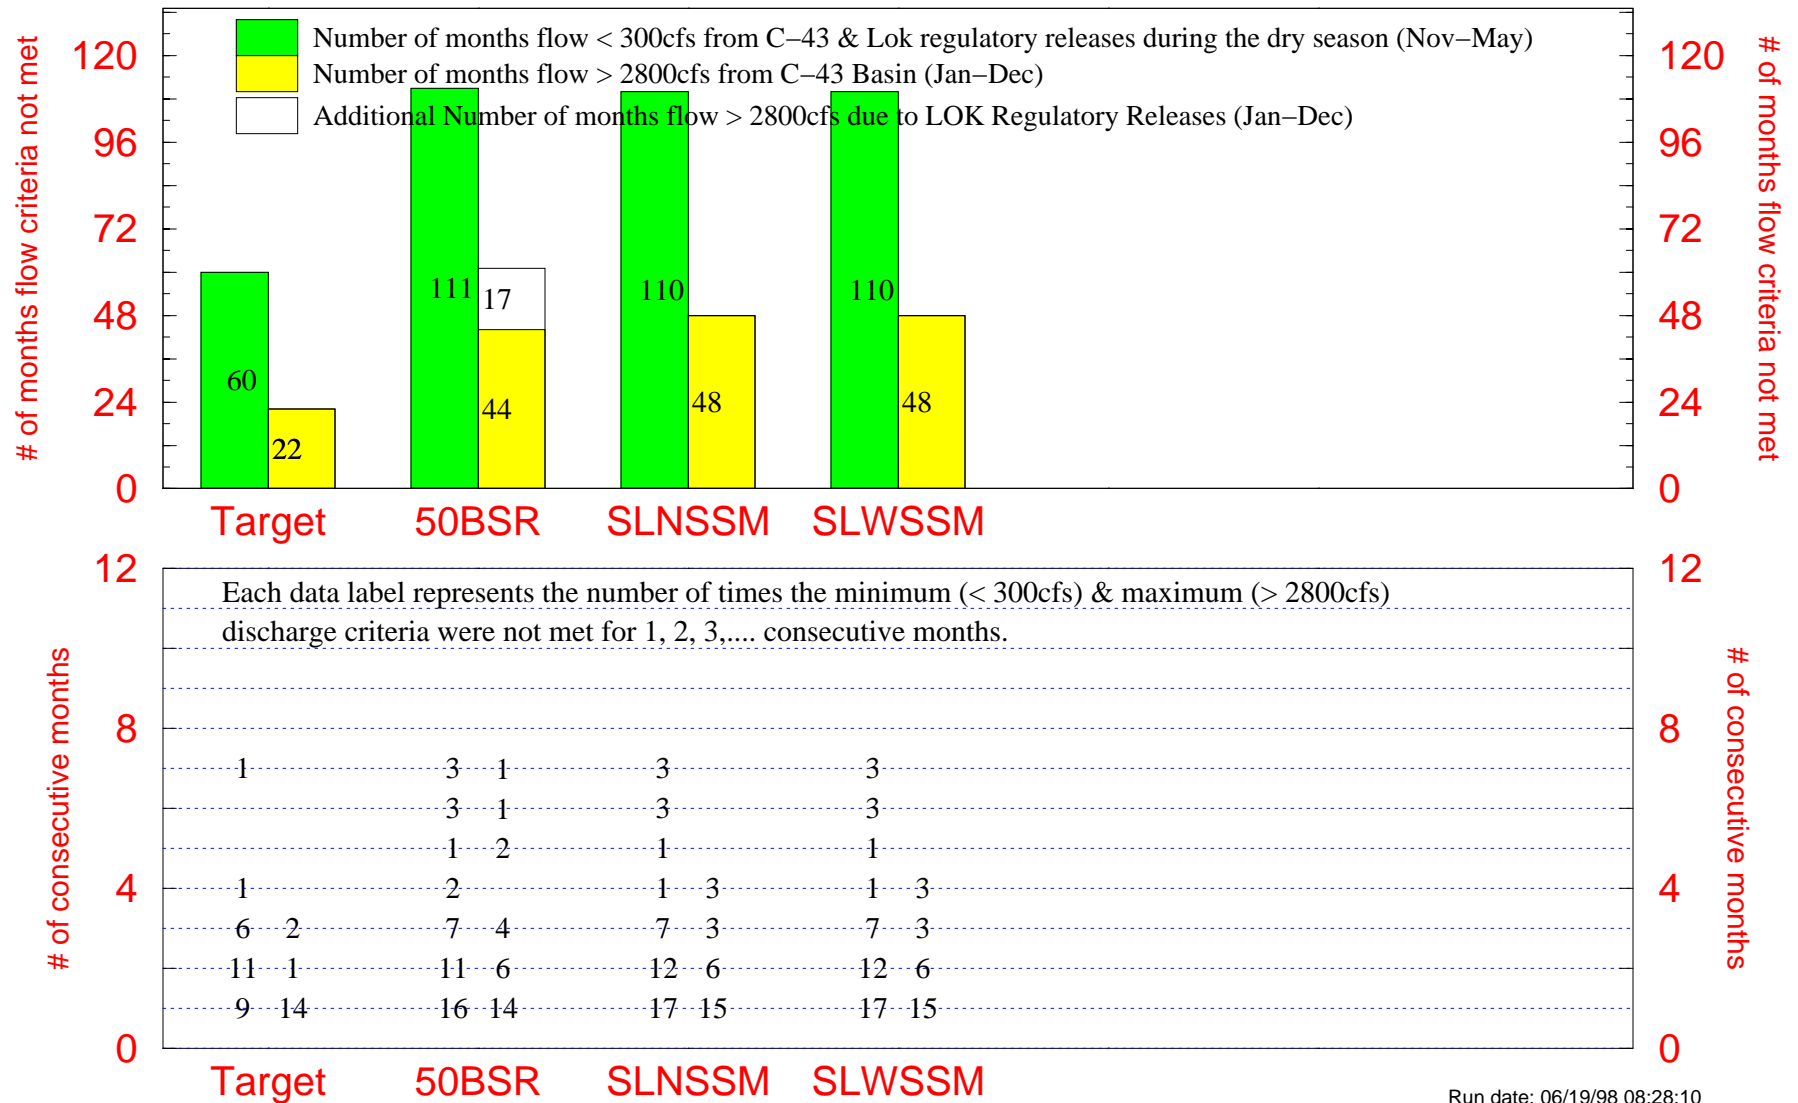 Number of months flow < 300cfs from C−43 & Lok regulatory releases during the dry season (Nov−May)
Number of months flow > 2800cfs from C−43 Basin (Jan−Dec)
Additional Number of months flow > 2800cfs due to LOK Regulatory Releases (Jan−Dec)
# of months flow criteria not met
120 120
96 96
72 72
48 48
24 24
0 0
# of months flow criteria not met
60 22
111 17 44
110 48
110 48
Target 50BSR SLNSSM SLWSSM
Each data label represents the number of times the minimum (< 300cfs) & maximum (> 2800cfs)
discharge criteria were not met for 1, 2, 3,.... consecutive months.
# of consecutive months
12 12
8 8
1 3 1 3 3
3 1 3 3
1 2 1 1
4 1 2 1 3 1 3 4
6 2 7 4 7 3 7 3
11 1 11 6 12 6 12 6
9 14 16 14 17 15 17 15
0 0
# of consecutive months
Target 50BSR SLNSSM SLWSSM
Run date: 06/19/98 08:28:10